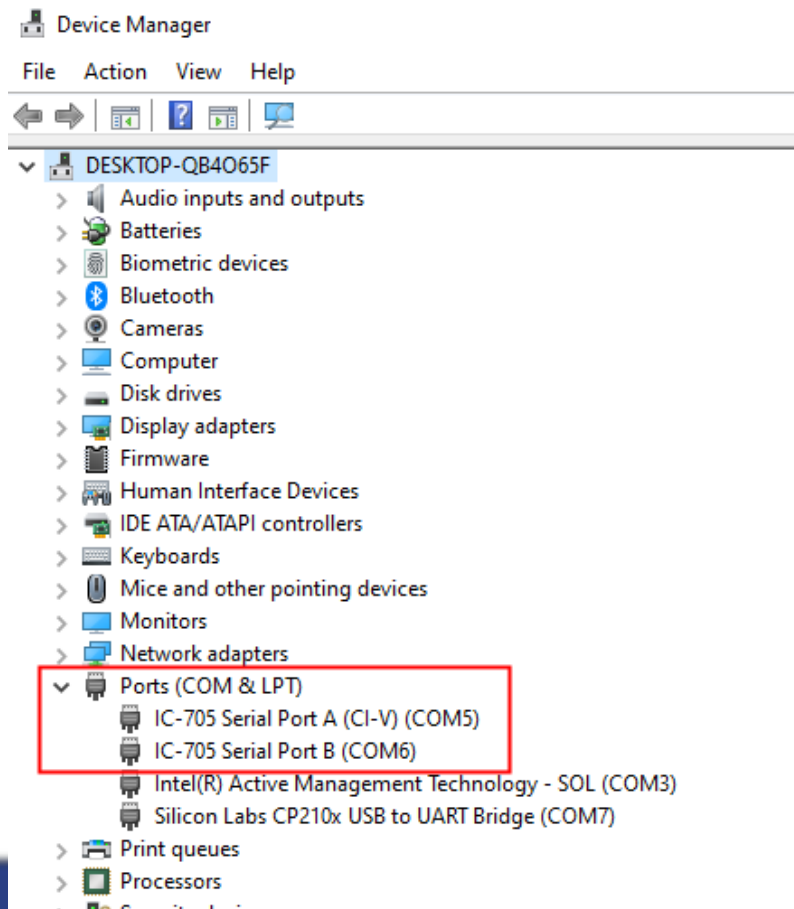 Device Manager
File Action View Help
DESKTOP-QB4O65F
Audio inputs and outputs
Batteries
Biometric devices
Bluetooth
Cameras
Computer
Disk drives
Display adapters
Firmware
Human Interface Devices
IDE ATA/ATAPI controllers
Keyboards
Mice and other pointing devices
Monitors
Network adapters
Ports (COM & LPT)
IC-705 Serial Port A (CI-V) (COM5)
IC-705 Serial Port B (COM6)
Intel(R) Active Management Technology - SOL (COM3)
Silicon Labs CP210x USB to UART Bridge (COM7)
Print queues
Processors